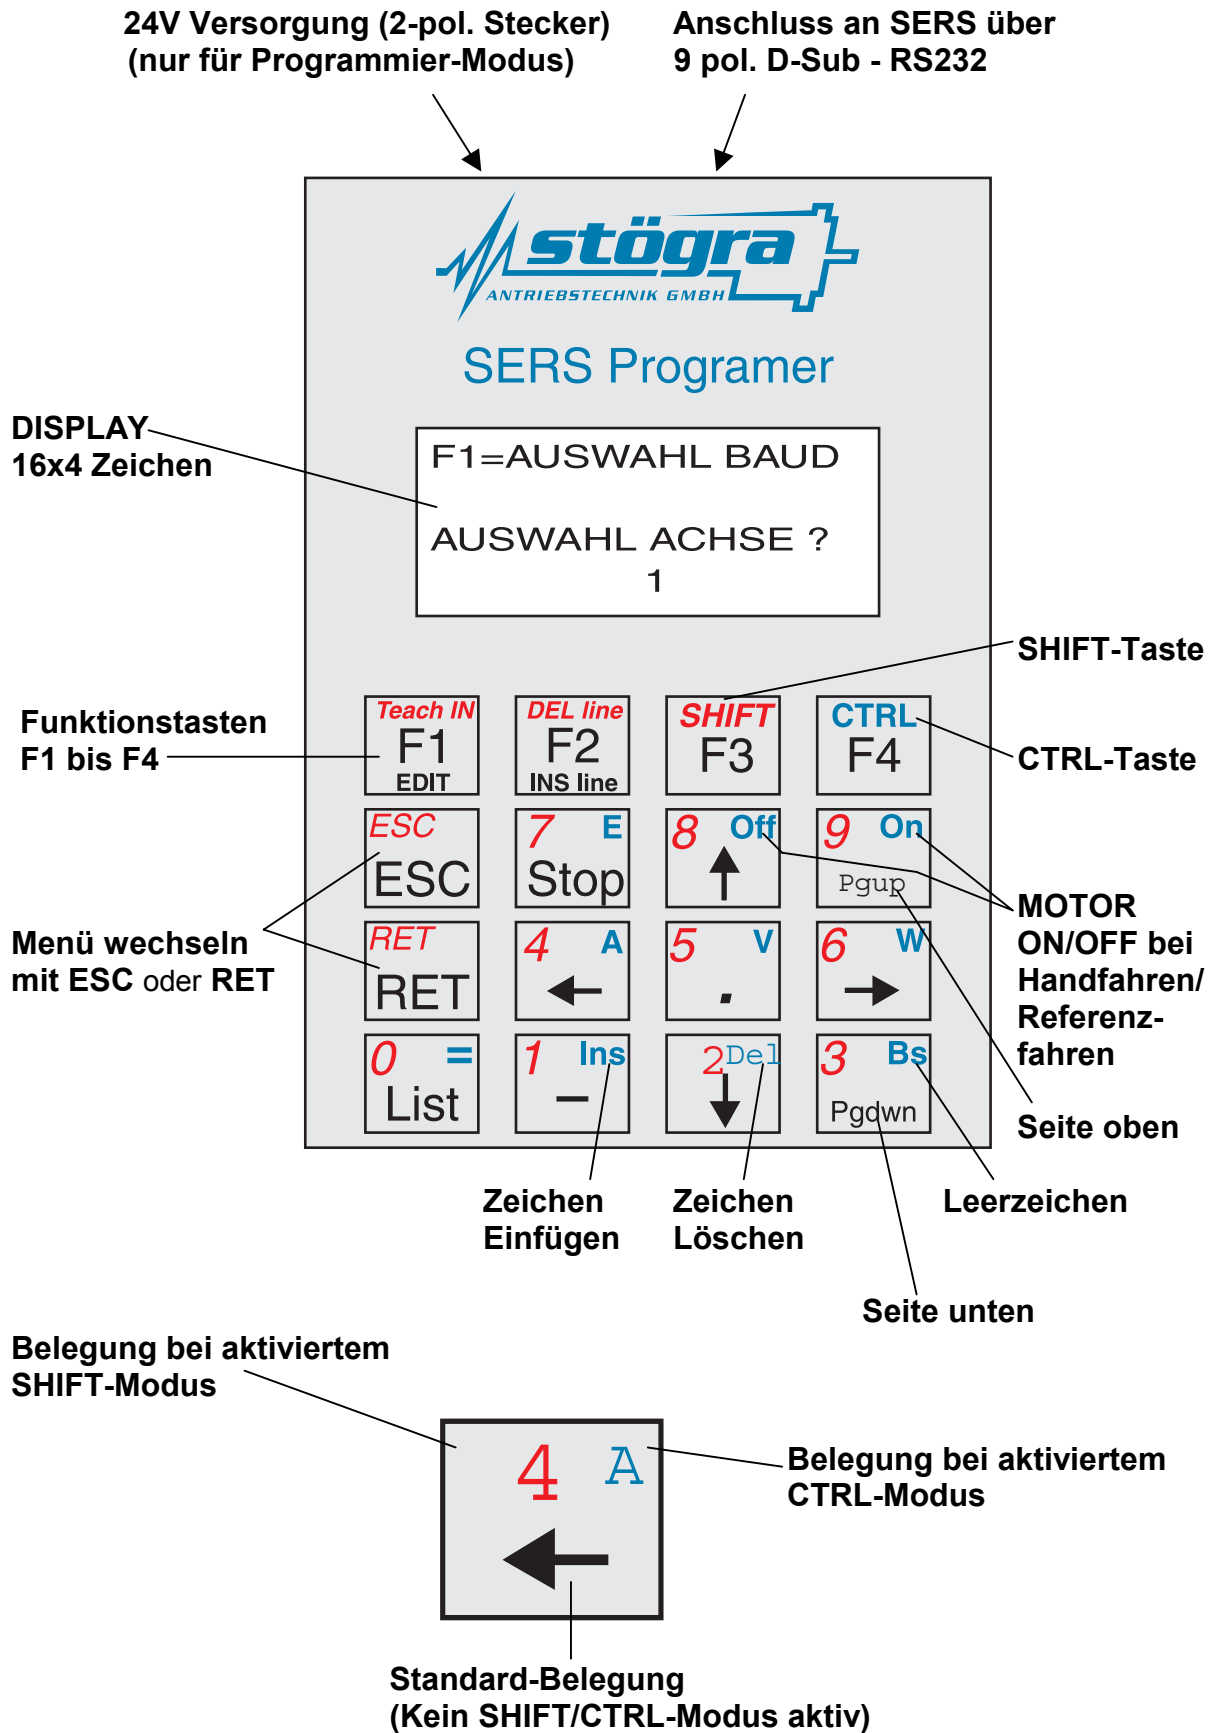 24V Versorgung (2-pol. Stecker)
(nur für Programmier-Modus)
Anschluss an SERS über
9 pol. D-Sub - RS232
stögra
ANTRIEBSTECHNIK GMBH
SERS Programer
DISPLAY
16x4 Zeichen
F1=AUSWAHL BAUD
AUSWAHL ACHSE ?
1
SHIFT-Taste
Funktionstasten
F1 bis F4
Teach IN
F1
EDIT
DEL line
F2
INS line
SHIFT
F3
CTRL
F4
CTRL-Taste
ESC
ESC
7 E
Stop
8 Off
9 On
Pgup
MOTOR
ON/OFF bei
Handfahren/
Referenz-
fahren
Menü wechseln
mit ESC oder RET
RET
RET
4 A
5 V
.
6 W
0 =
List
1 Ins
–
2 Del
3 Bs
Pgdwn
Seite oben
Zeichen
Einfügen
Zeichen
Löschen
Leerzeichen
Seite unten
Belegung bei aktiviertem
SHIFT-Modus
4 A
Belegung bei aktiviertem
CTRL-Modus
Standard-Belegung
(Kein SHIFT/CTRL-Modus aktiv)